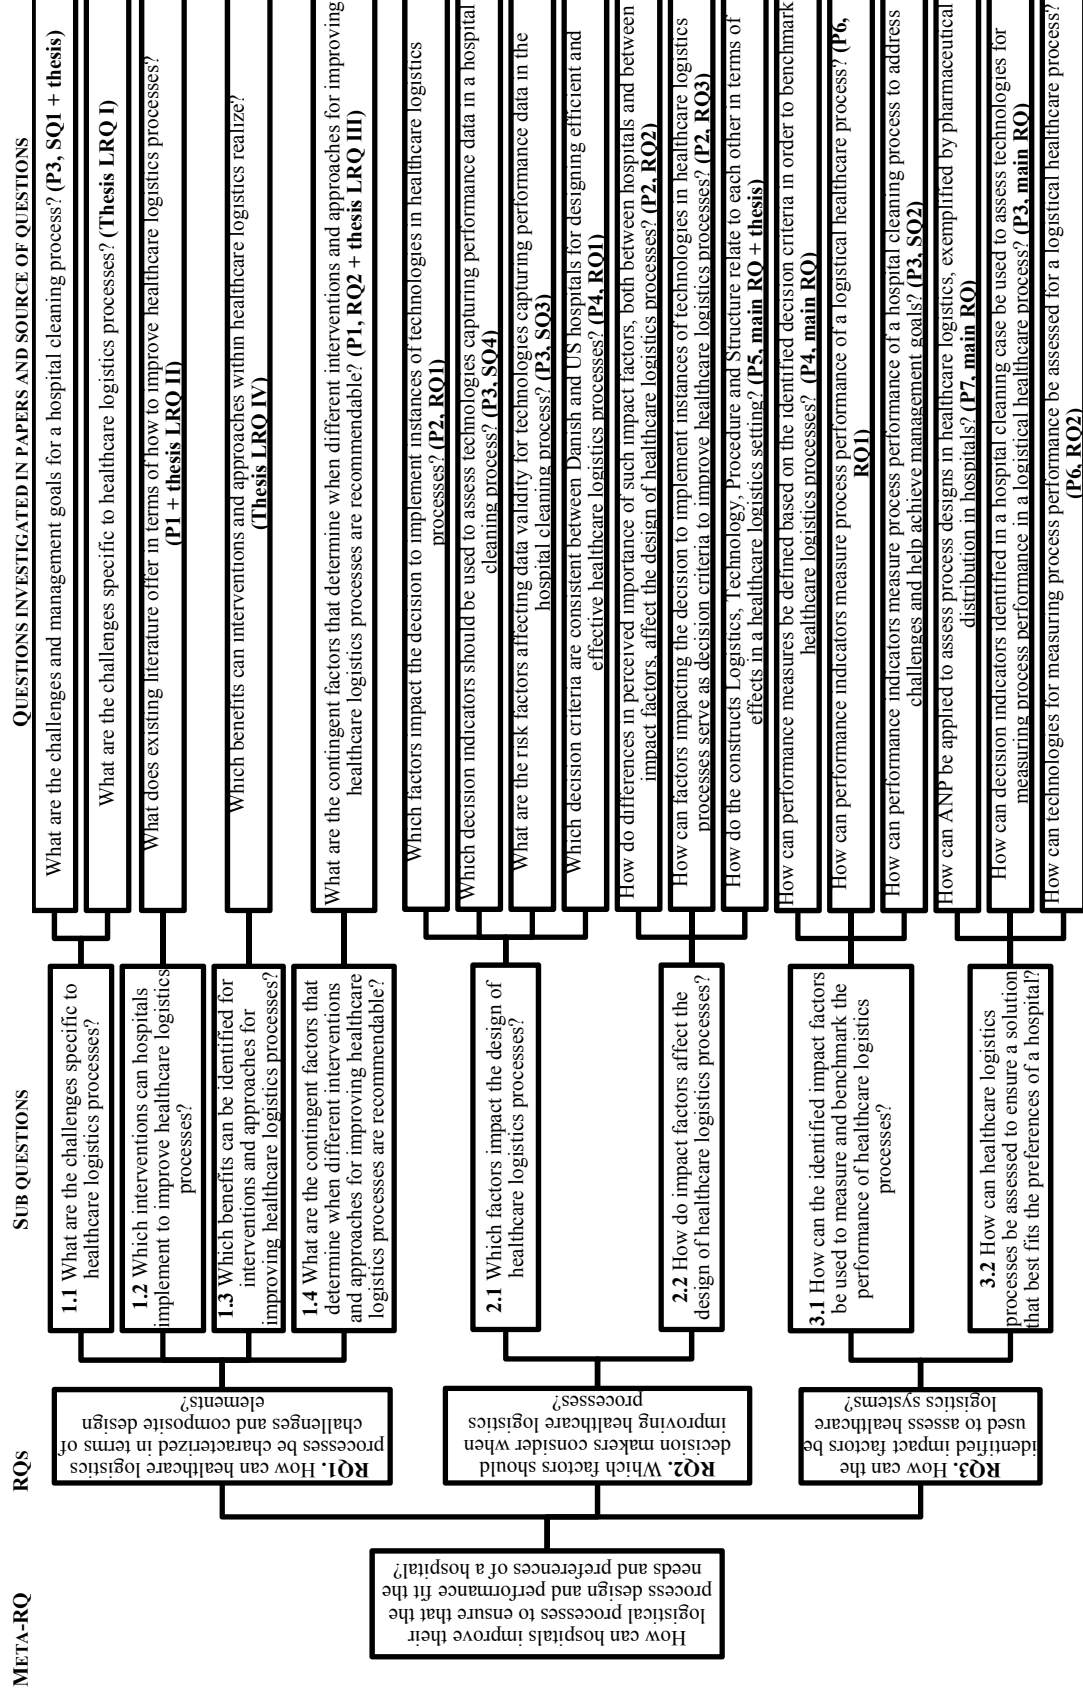 META-RQ
RQS
SUB QUESTIONS
QUESTIONS INVESTIGATED IN PAPERS AND SOURCE OF QUESTIONS
How can hospitals improve their
logistical processes to ensure that the
process design and performance fit the
needs and preferences of a hospital?
RQ1. How can healthcare logistics
processes be characterized in terms of
challenges and composite design
elements?
RQ2. Which factors should
decision makers consider when
improving healthcare logistics
processes?
RQ3. How can the
identified impact factors be
used to assess healthcare
logistics systems?
1.1 What are the challenges specific to
healthcare logistics processes?
1.2 Which interventions can hospitals
implement to improve healthcare logistics
processes?
1.3 Which benefits can be identified for
interventions and approaches for
improving healthcare logistics processes?
1.4 What are the contingent factors that
determine when different interventions
and approaches for improving healthcare
logistics processes are recommendable?
2.1 Which factors impact the design of
healthcare logistics processes?
2.2 How do impact factors affect the
design of healthcare logistics processes?
3.1 How can the identified impact factors
be used to measure and benchmark the
performance of healthcare logistics
processes?
3.2 How can healthcare logistics
processes be assessed to ensure a solution
that best fits the preferences of a hospital?
What are the challenges and management goals for a hospital cleaning process? (P3, SQ1 + thesis)
What are the challenges specific to healthcare logistics processes? (Thesis LRQ I)
What does existing literature offer in terms of how to improve healthcare logistics processes?
(P1 + thesis LRQ II)
Which benefits can interventions and approaches within healthcare logistics realize?
(Thesis LRQ IV)
What are the contingent factors that determine when different interventions and approaches for improving
healthcare logistics processes are recommendable? (P1, RQ2 + thesis LRQ III)
Which factors impact the decision to implement instances of technologies in healthcare logistics
processes? (P2, RQ1)
Which decision indicators should be used to assess technologies capturing performance data in a hospital
cleaning process? (P3, SQ4)
What are the risk factors affecting data validity for technologies capturing performance data in the
hospital cleaning process? (P3, SQ3)
Which decision criteria are consistent between Danish and US hospitals for designing efficient and
effective healthcare logistics processes? (P4, RQ1)
How do differences in perceived importance of such impact factors, both between hospitals and between
impact factors, affect the design of healthcare logistics processes? (P2, RQ2)
How can factors impacting the decision to implement instances of technologies in healthcare logistics
processes serve as decision criteria to improve healthcare logistics processes? (P2, RQ3)
How do the constructs Logistics, Technology, Procedure and Structure relate to each other in terms of
effects in a healthcare logistics setting? (P5, main RQ + thesis)
How can performance measures be defined based on the identified decision criteria in order to benchmark
healthcare logistics processes? (P4, main RQ)
How can performance indicators measure process performance of a logistical healthcare process? (P6,
RQ1)
How can performance indicators measure process performance of a hospital cleaning process to address
challenges and help achieve management goals? (P3, SQ2)
How can ANP be applied to assess process designs in healthcare logistics, exemplified by pharmaceutical
distribution in hospitals? (P7, main RQ)
How can decision indicators identified in a hospital cleaning case be used to assess technologies for
measuring process performance in a logistical healthcare process? (P3, main RQ)
How can technologies for measuring process performance be assessed for a logistical healthcare process?
(P6, RQ2)